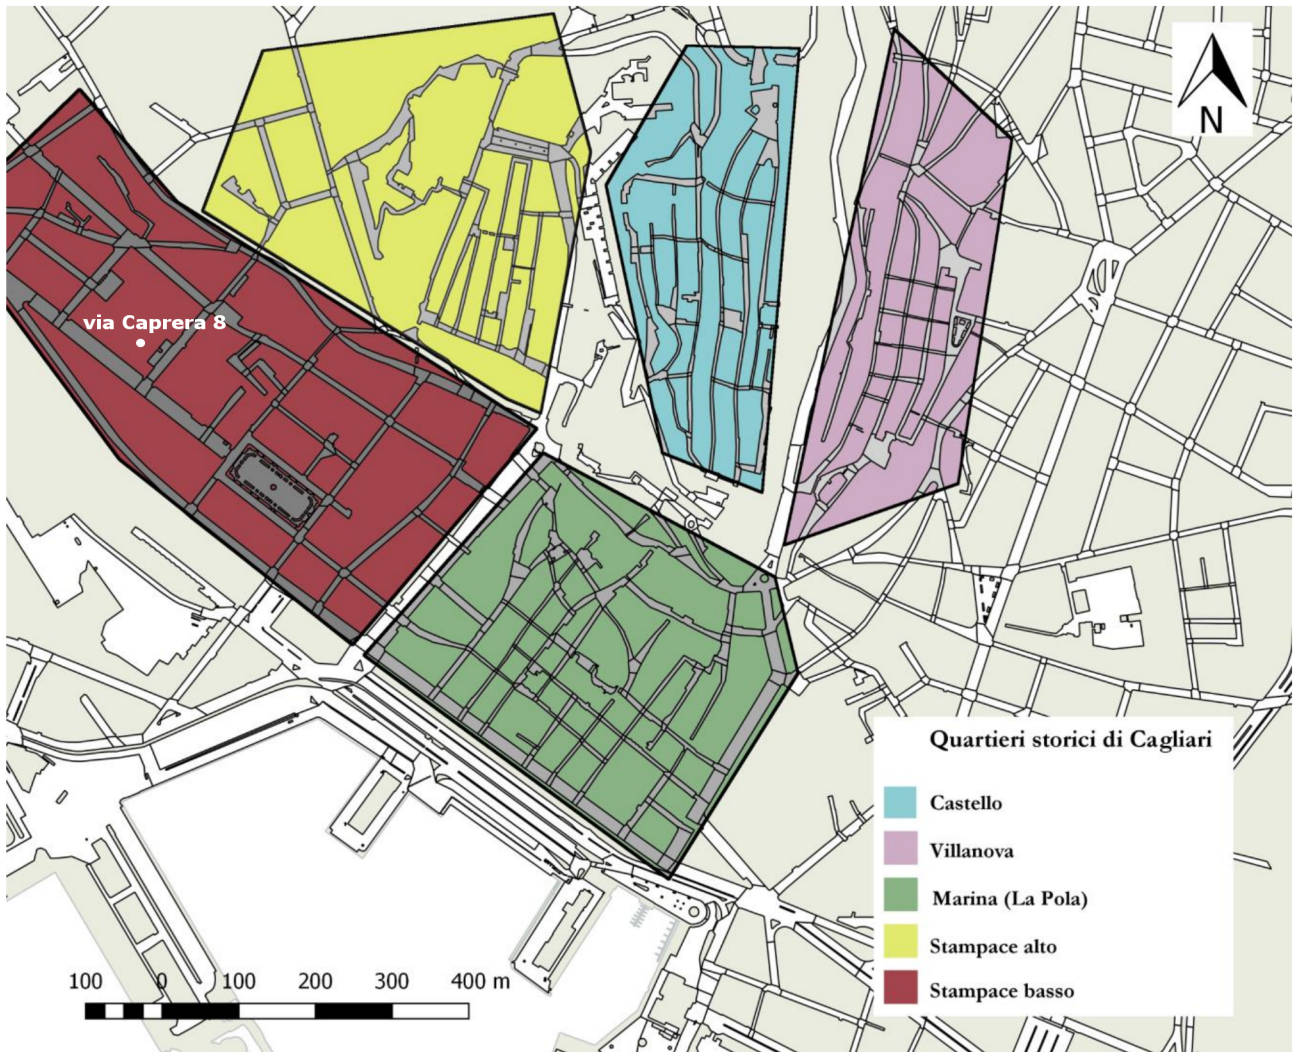 N
via Caprera 8
Quartieri storici di Cagliari
Castello
Villanova
Marina (La Pola)
Stampace alto
Stampace basso
100 0 100 200 300 400 m